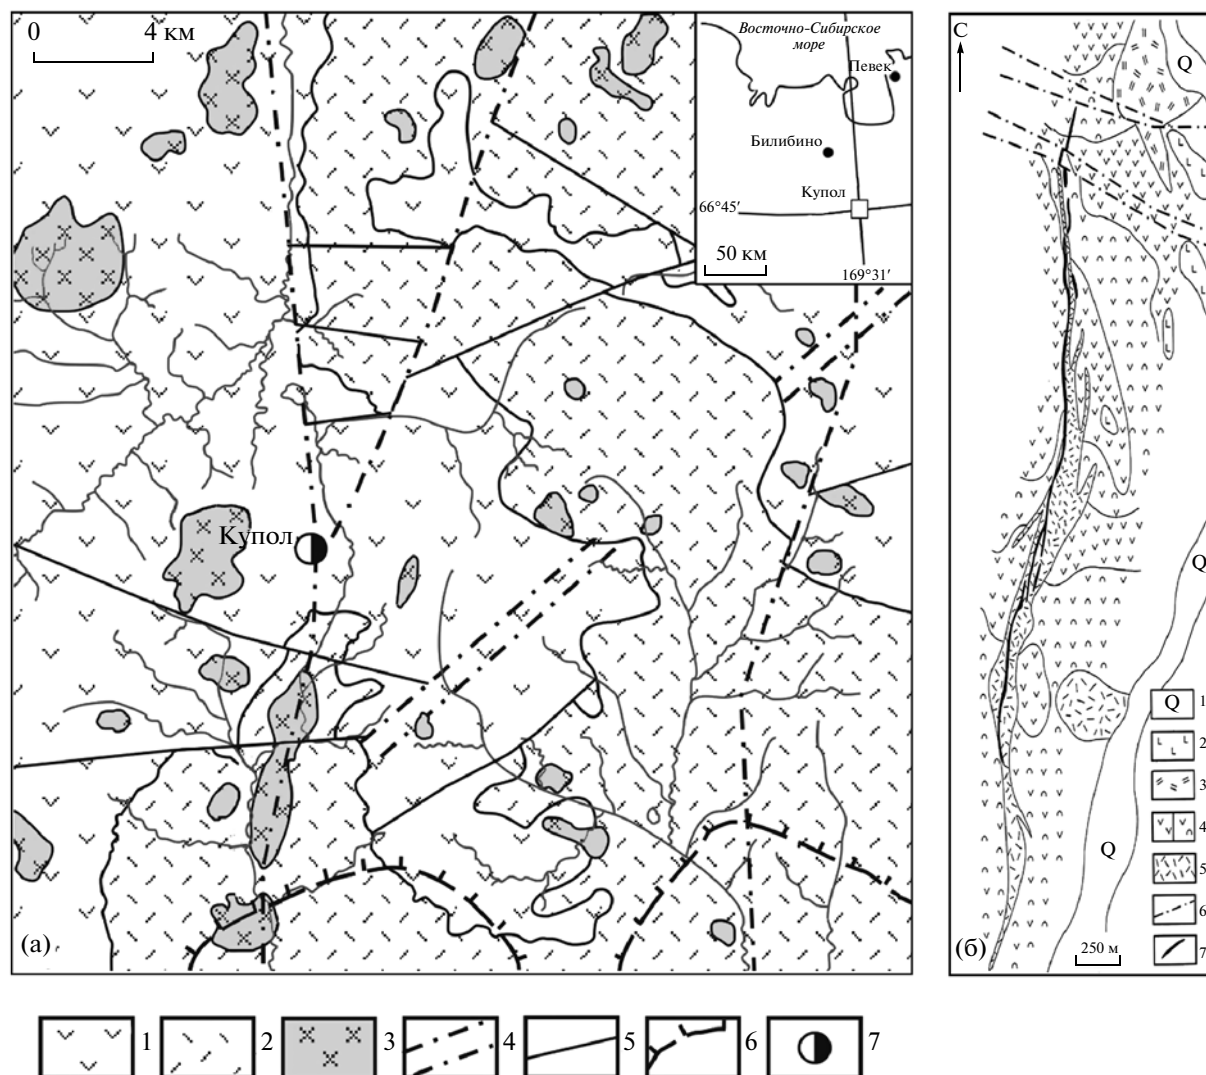 0 4 км
Восточно-Сибирское
море
Певек
Билибино
Купол
66°45′
50 км
169°31′
Купол
(а)
С
Q
Q
Q
Q 1
2
3
4
5
6
7
250 м
(б)
1
2
3
4
5
6
7